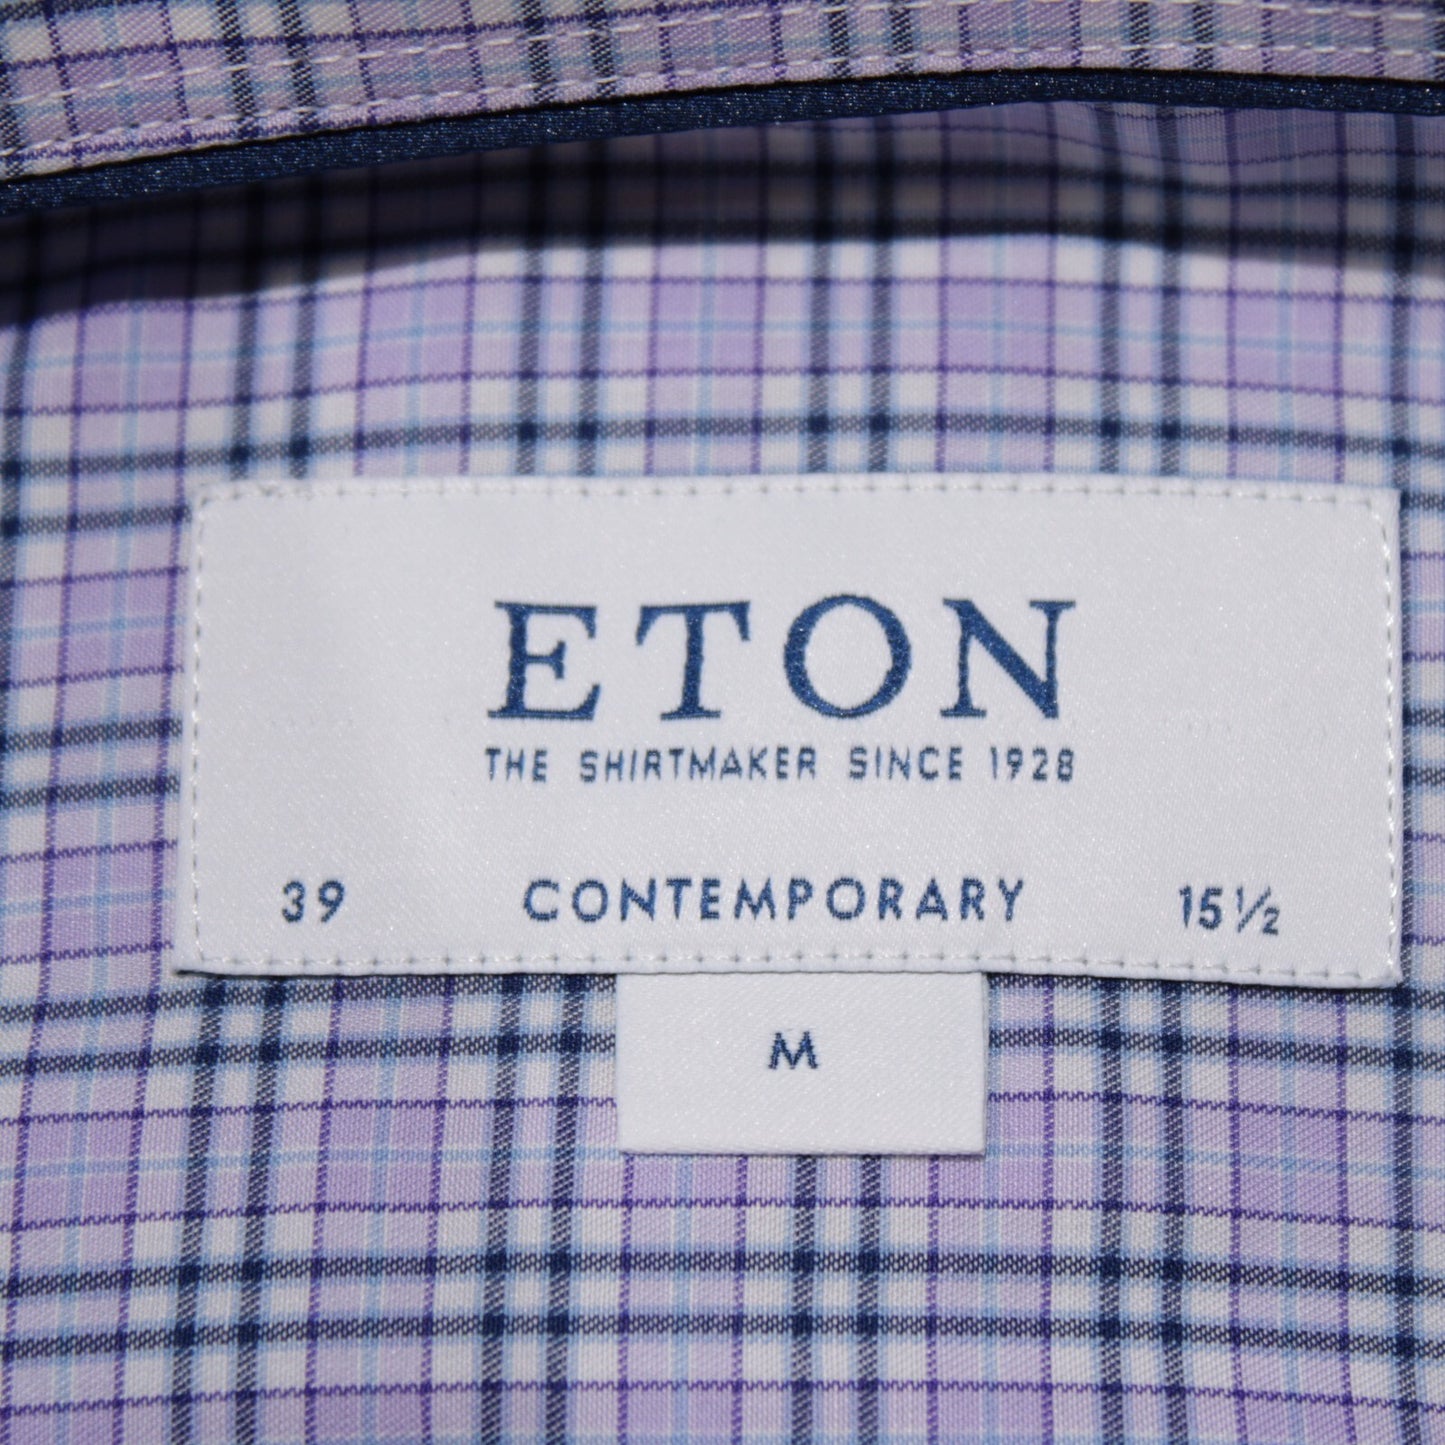 ETON
THE SHIRTMAKER SINCE 1928
39 CONTEMPORARY 15½
M